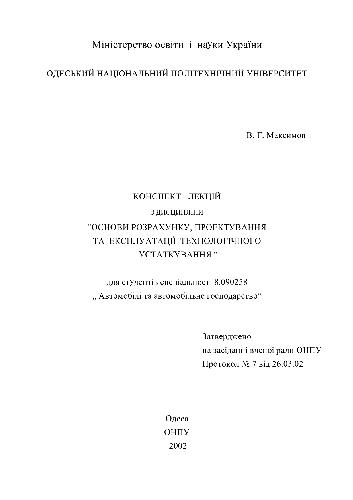 Міністерство освіти і науки України
ОДЕСЬКИЙ НАЦІОНАЛЬНИЙ ПОЛІТЕХНІЧНИЙ УНІВЕРСИТЕТ
В. Г. Максимов
КОНСПЕКТ ЛЕКЦІЙ
з дисципліни
"ОСНОВИ РОЗРАХУНКУ, ПРОЕКТУВАННЯ
ТА ЕКСПЛУАТАЦІЇ ТЕХНОЛОГІЧНОГО
УСТАТКУВАННЯ "
для студентів спеціальності 8.090258
„ Автомобілі та автомобільне господарство"
Затверджено
на засіданні вченої ради ОНПУ
Протокол № 7 від 26.03.02
Одеса
ОНПУ
2002